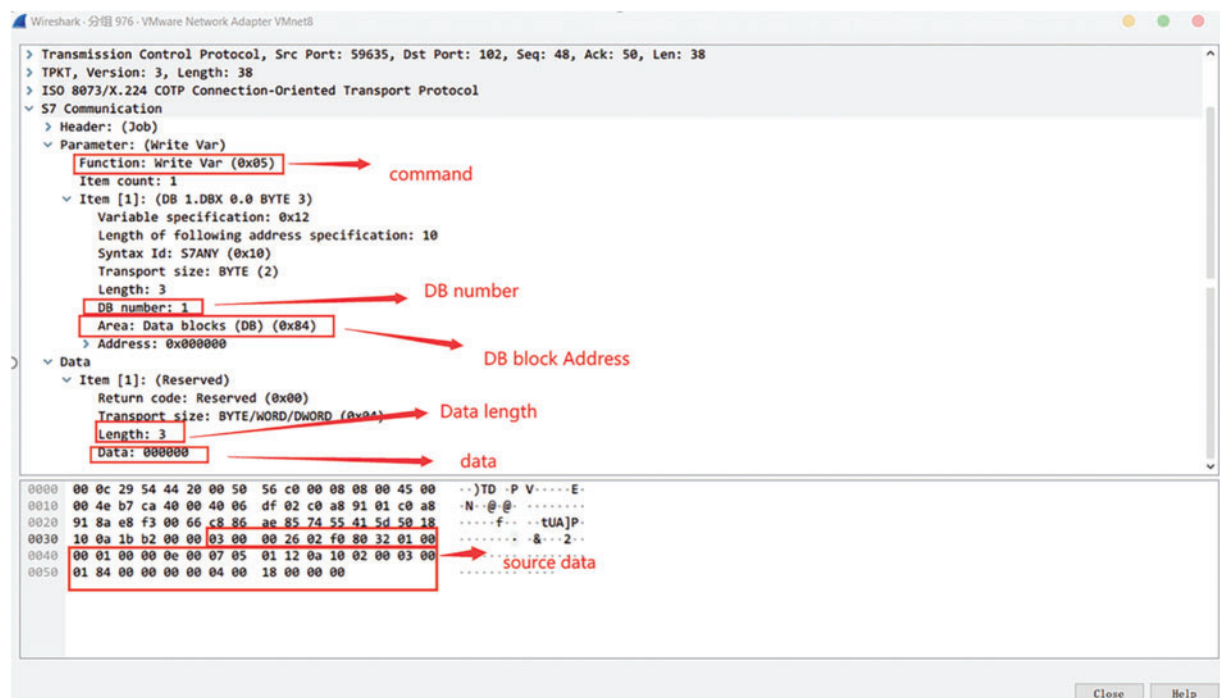 Wireshark · 分组 976 · VMware Network Adapter VMnet8
Transmission Control Protocol, Src Port: 59635, Dst Port: 102, Seq: 48, Ack: 50, Len: 38
TPKT, Version: 3, Length: 38
ISO 8073/X.224 COTP Connection-Oriented Transport Protocol
S7 Communication
Header: (Job)
Parameter: (Write Var)
Function: Write Var (0x05)
command
Item count: 1
Item [1]: (DB 1.DBX 0.0 BYTE 3)
Variable specification: 0x12
Length of following address specification: 10
Syntax Id: S7ANY (0x10)
Transport size: BYTE (2)
Length: 3
DB number
DB number: 1
Area: Data blocks (DB) (0x84)
Address: 0x000000
DB block Address
Data
Item [1]: (Reserved)
Return code: Reserved (0x00)
Transport size: BYTE/WORD/DWORD (0x04)
Data length
Length: 3
Data: 000000
data
0000 00 0c 29 54 44 20 00 50 56 c0 00 08 08 00 45 00 ··)TD ·P V·····E·
0010 00 4e b7 ca 40 00 40 06 df 02 c0 a8 91 01 c0 a8 ·N··@·@· ········
0020 91 8a e8 f3 00 66 c8 86 ae 85 74 55 41 5d 50 18 ·····f·· ··tUA]P·
0030 10 0a 1b b2 00 00 03 00 00 26 02 f0 80 32 01 00 ········ ·&···2··
0040 00 01 00 00 0e 00 07 05 01 12 0a 10 02 00 03 00
source data
0050 01 84 00 00 00 00 04 00 18 00 00 00
Close
Help